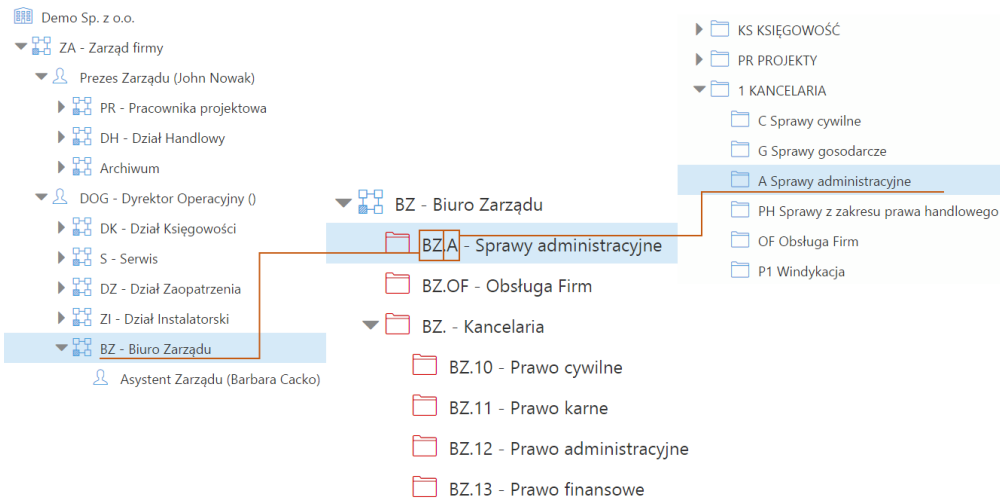 Demo Sp. z o.o.
ZA - Zarząd firmy
Prezes Zarządu (John Nowak)
PR - Pracownika projektowa
DH - Dział Handlowy
Archiwum
DOG - Dyrektor Operacyjny ()
DK - Dział Księgowości
S - Serwis
DZ - Dział Zaopatrzenia
ZI - Dział Instalatorski
BZ - Biuro Zarządu
Asystent Zarządu (Barbara Cacko)
BZ - Biuro Zarządu
BZ.A - Sprawy administracyjne
BZ.OF - Obsługa Firm
BZ. - Kancelaria
BZ.10 - Prawo cywilne
BZ.11 - Prawo karne
BZ.12 - Prawo administracyjne
BZ.13 - Prawo finansowe
KS KSIĘGOWOŚĆ
PR PROJEKTY
1 KANCELARIA
C Sprawy cywilne
G Sprawy gosodarcze
A Sprawy administracyjne
PH Sprawy z zakresu prawa handlowego
OF Obsługa Firm
P1 Windykacja